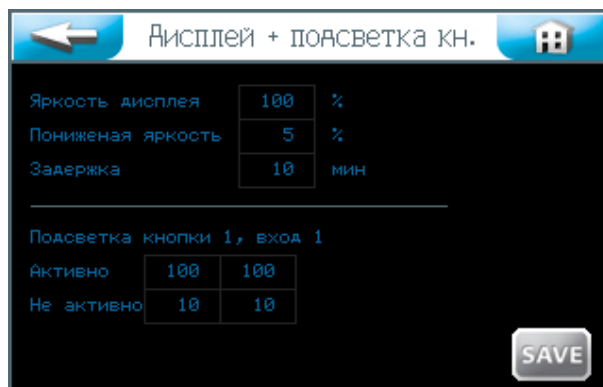 Дисплей + подсветка кн.
Яркость дисплея 100 %
Пониженая яркость 5 %
Задержка 10 мин
Подсветка кнопки 1, вход 1
Активно 100 100
Не активно 10 10
SAVE